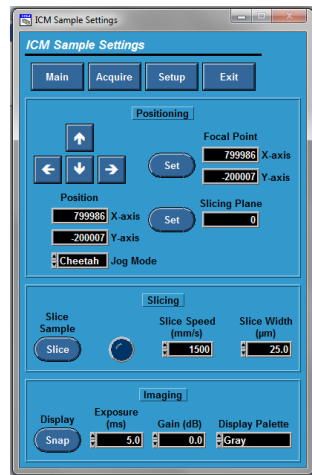 ICM Sample Settings
ICM Sample Settings
Main Acquire Setup Exit
Positioning
Focal Point
Set 799986 X-axis
-200007 Y-axis
Position
Slicing Plane
799986 X-axis Set 0
-200007 Y-axis
Cheetah Jog Mode
Slicing
Slice Sample
Slice Speed (mm/s)
Slice Width (µm)
Slice 1500 25.0
Imaging
Display
Exposure (ms)
Gain (dB)
Display Palette
Snap 5.0 0.0 Gray